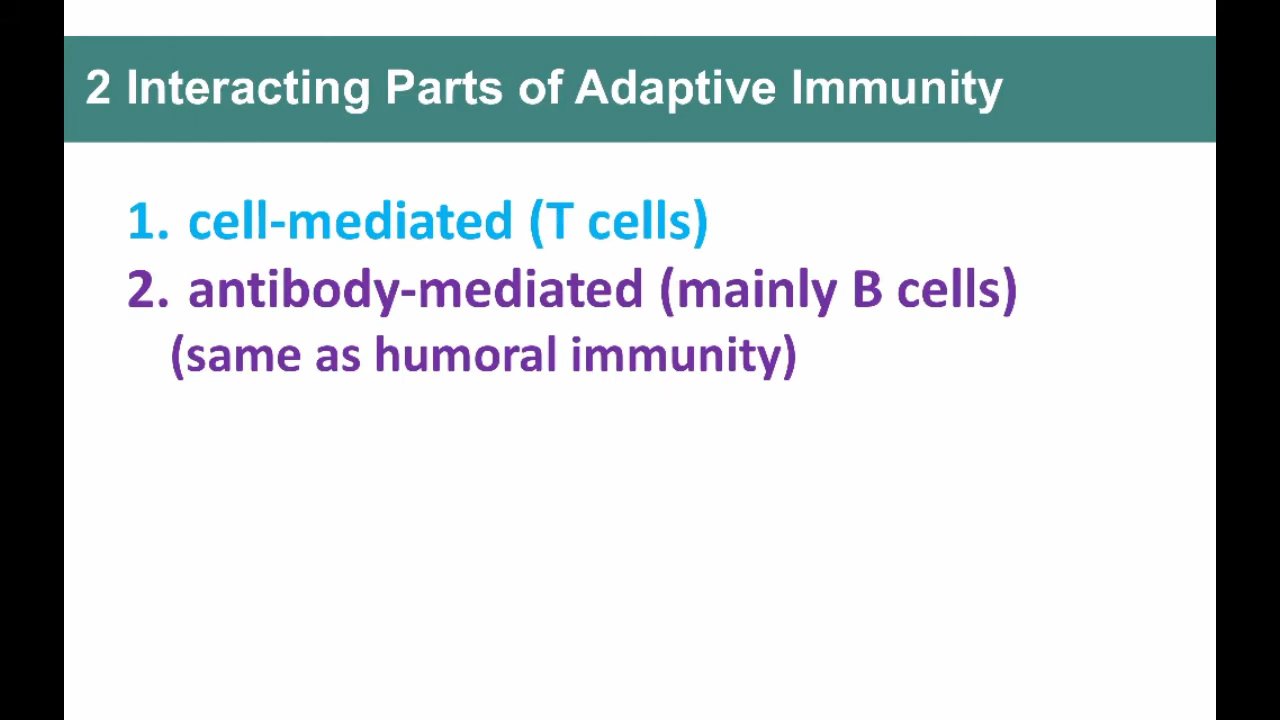 2 Interacting Parts of Adaptive Immunity
1. cell-mediated (T cells)
2. antibody-mediated (mainly B cells)
(same as humoral immunity)